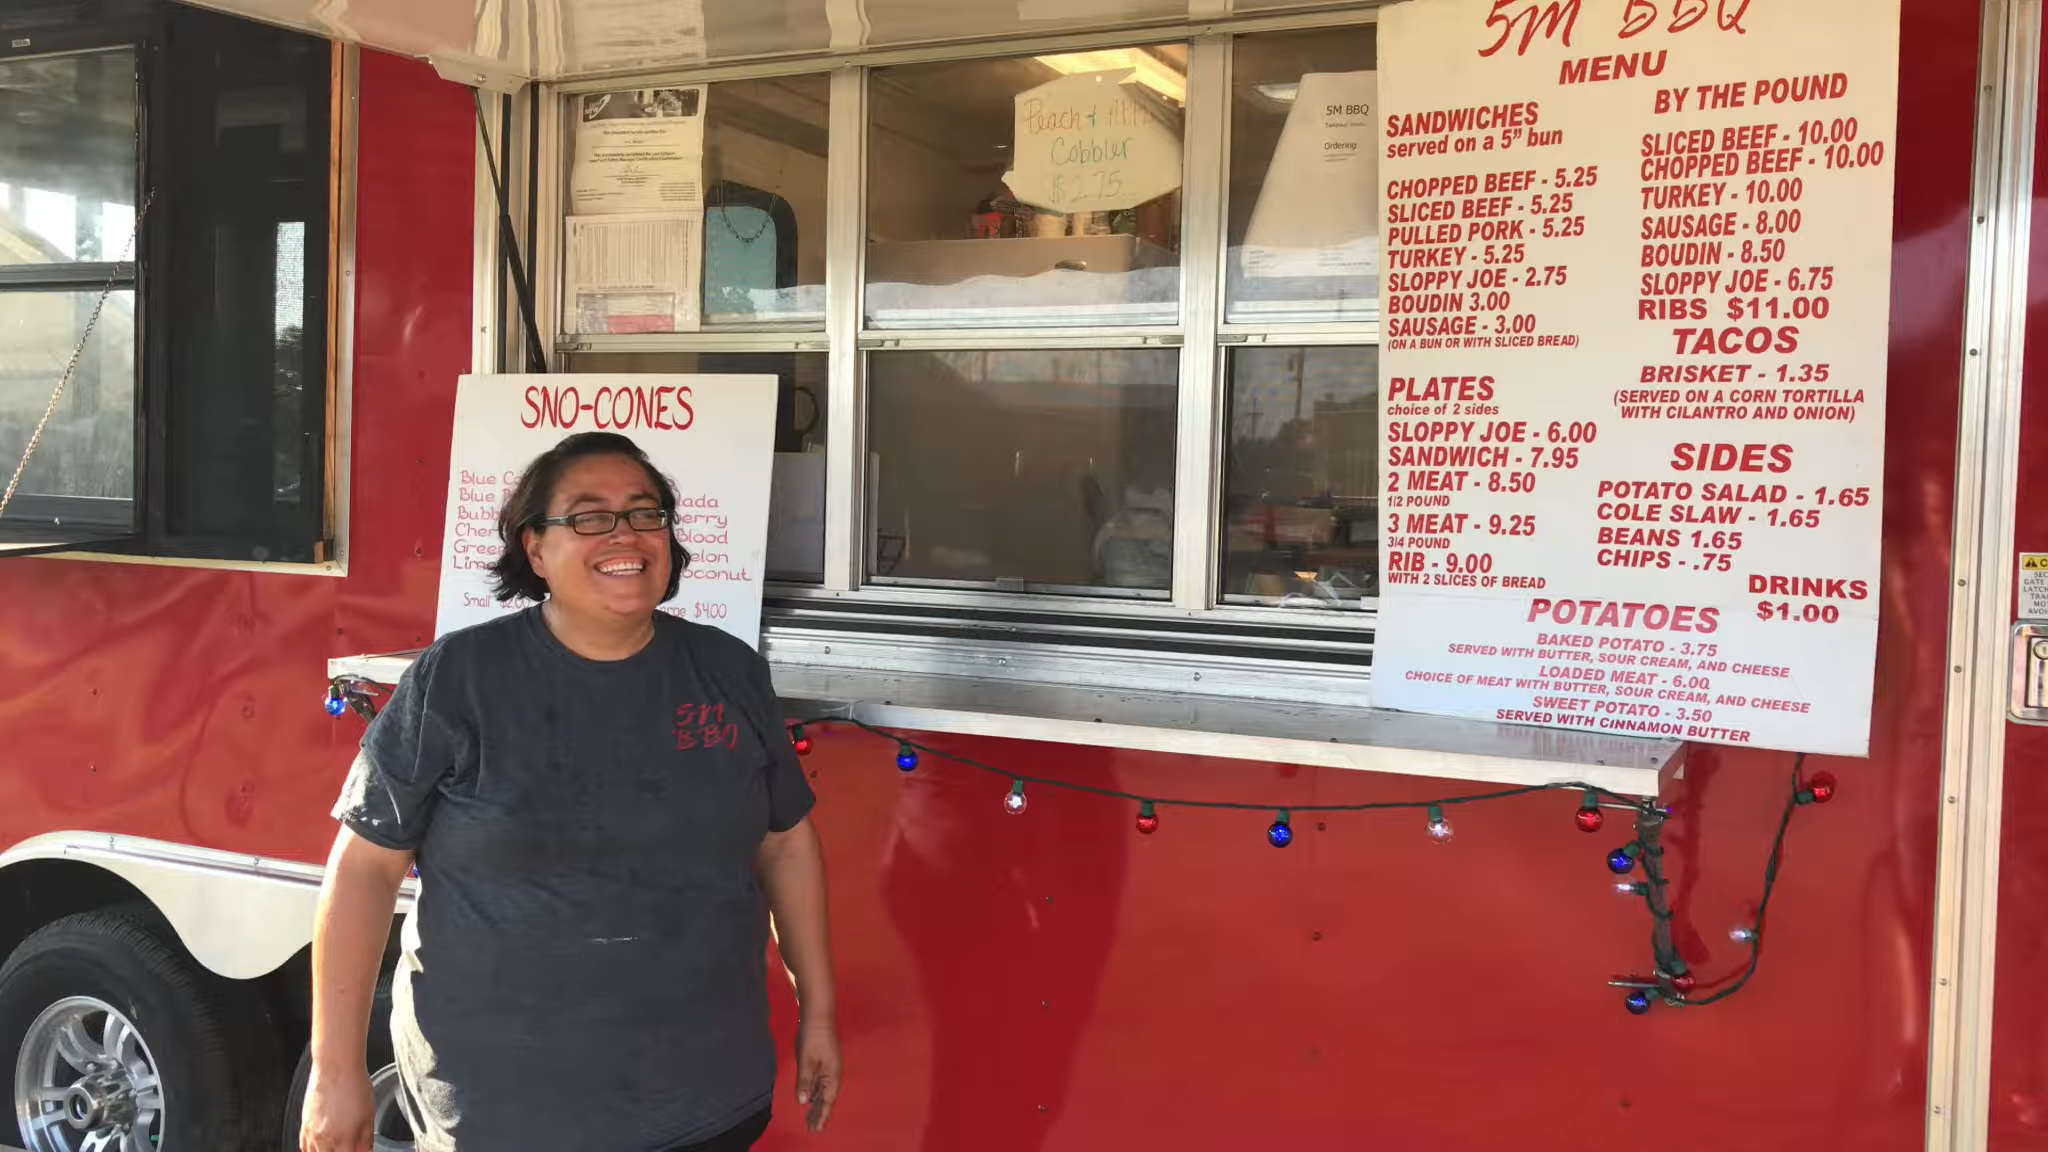 5M BBQ
MENU
SANDWICHES
served on a 5" bun
CHOPPED BEEF - 5.25
SLICED BEEF - 5.25
PULLED PORK - 5.25
TURKEY - 5.25
SLOPPY JOE - 2.75
BOUDIN 3.00
SAUSAGE - 3.00
(ON A BUN OR WITH SLICED BREAD)
PLATES
choice of 2 sides
SLOPPY JOE - 6.00
SANDWICH - 7.95
2 MEAT - 8.50
1/2 POUND
3 MEAT - 9.25
3/4 POUND
RIB - 9.00
WITH 2 SLICES OF BREAD
BY THE POUND
SLICED BEEF - 10.00
CHOPPED BEEF - 10.00
TURKEY - 10.00
SAUSAGE - 8.00
BOUDIN - 8.50
SLOPPY JOE - 6.75
RIBS $11.00
TACOS
BRISKET - 1.35
(SERVED ON A CORN TORTILLA
WITH CILANTRO AND ONION)
SIDES
POTATO SALAD - 1.65
COLE SLAW - 1.65
BEANS 1.65
CHIPS - .75
DRINKS
$1.00
POTATOES
BAKED POTATO - 3.75
SERVED WITH BUTTER, SOUR CREAM, AND CHEESE
LOADED MEAT - 6.00
CHOICE OF MEAT WITH BUTTER, SOUR CREAM, AND CHEESE
SWEET POTATO - 3.50
SERVED WITH CINNAMON BUTTER
Peach +
Cobbler
$2.75
5M BBQ
Ordering
SNO-CONES
Blue
Blue
Lime
Blood
Small $2.00
$4.00
5M
BBQ